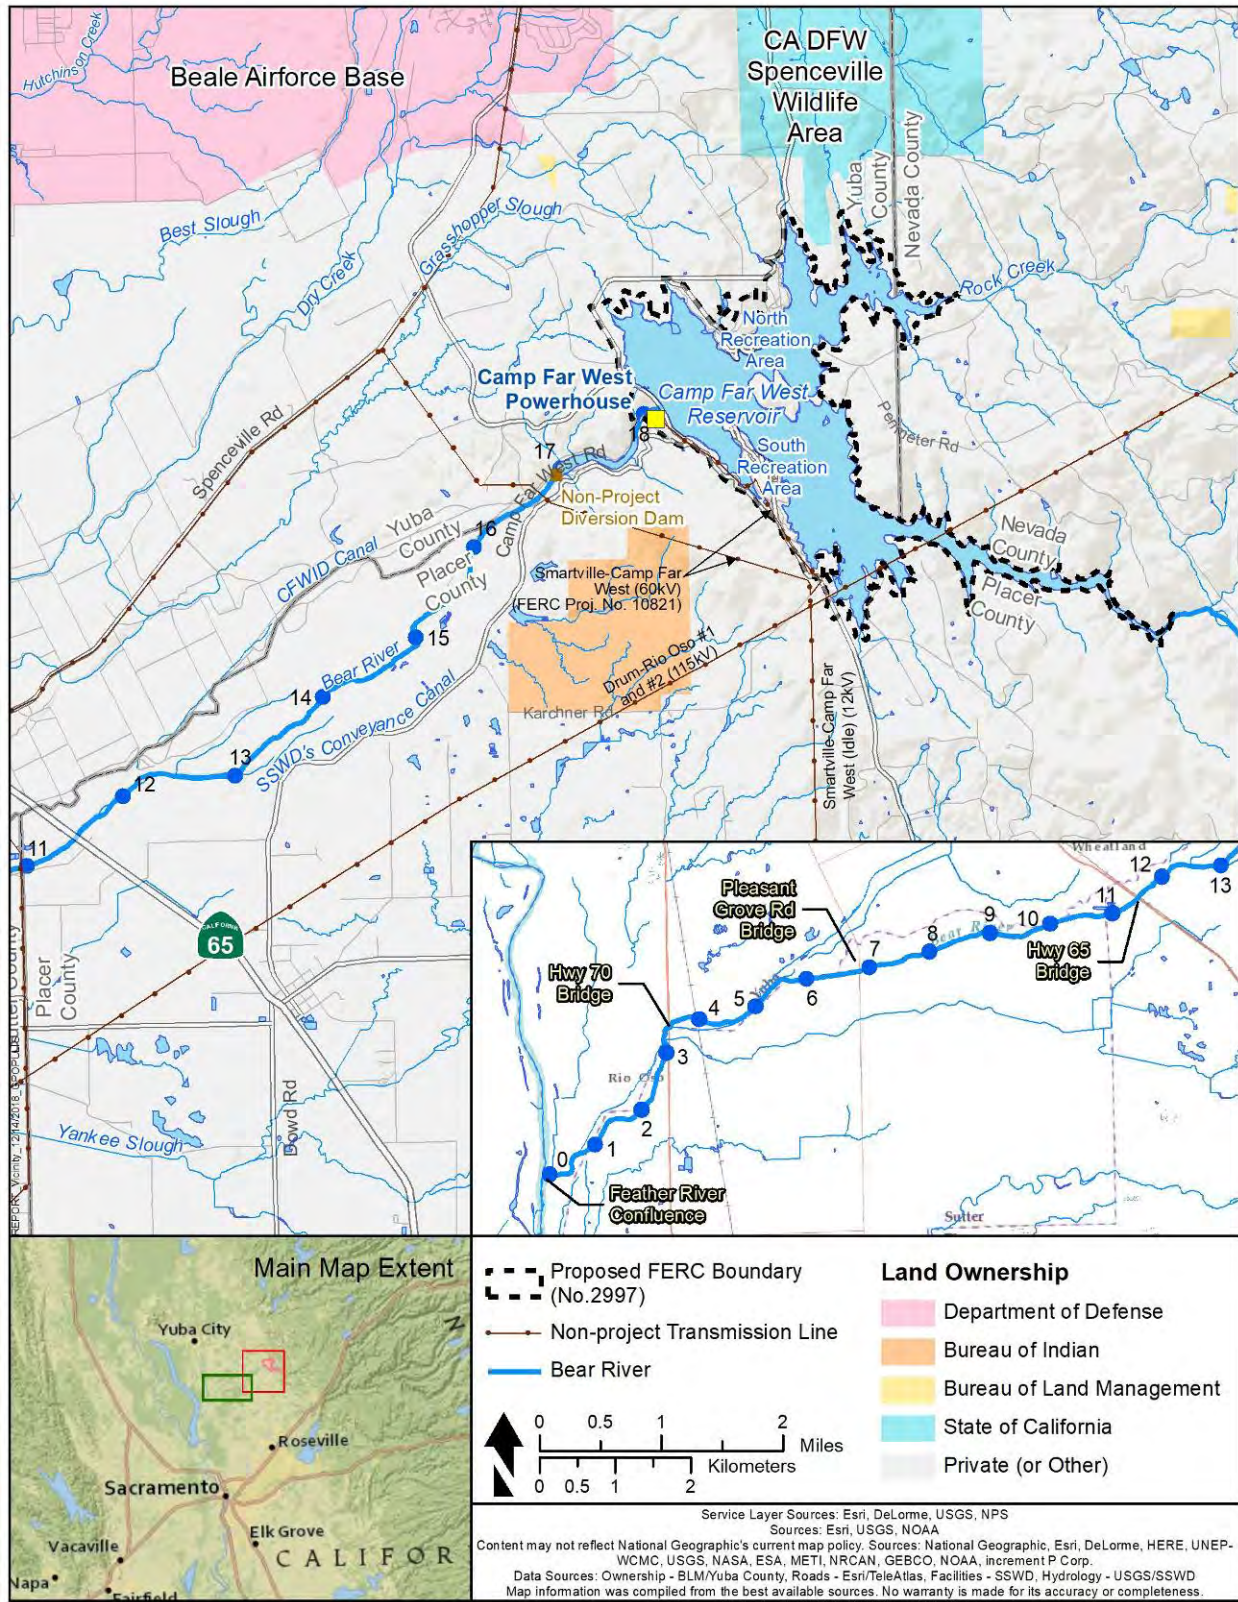 Hutchinson Creek
Beale Airforce Base
CA DFW
Spenceville
Wildlife
Area
Yuba
County
Nevada County
Best Slough
Dry Creek
Grasshopper Slough
Rock Creek
North
Recreation
Area
Camp Far West
Powerhouse
Camp Far West
Reservoir
18
Perimeter Rd
Spenceville Rd
17
Camp Far West Rd
South
Recreation
Area
Non-Project
Diversion Dam
CFWID Canal
Yuba
County
16
Placer
County
Nevada
County
Placer
County
Smartville-Camp Far
West (60kV)
(FERC Proj. No. 10821)
15
Bear River
14
Drum-Rio Oso #1
and #2 (115kV)
Karchner Rd
SSWD's Conveyance Canal
13
Smartville-Camp Far
West (Idle) (12kV)
12
11
CALIFORNIA
65
Placer
County
Dowd Rd
Yankee Slough
Wheatland
12
13
Pleasant
Grove Rd
Bridge
11
10
9
8
7
Bear River
Hwy 65
Bridge
Hwy 70
Bridge
6
5
4
Yuba
3
Rio Oso
2
1
0
Feather River
Confluence
Sutter
Main Map Extent
Yuba City
Roseville
Sacramento
Elk Grove
Vacaville
CALIFOR
N
Napa
Fairfield
Proposed FERC Boundary
(No.2997)
Non-project Transmission Line
Bear River
0 0.5 1 2
Miles
Kilometers
0 0.5 1 2
Land Ownership
Department of Defense
Bureau of Indian
Bureau of Land Management
State of California
Private (or Other)
Service Layer Sources: Esri, DeLorme, USGS, NPS
Sources: Esri, USGS, NOAA
Content may not reflect National Geographic's current map policy. Sources: National Geographic, Esri, DeLorme, HERE, UNEP-
WCMC, USGS, NASA, ESA, METI, NRCAN, GEBCO, NOAA, increment P Corp.
Data Sources: Ownership - BLM/Yuba County, Roads - Esri/TeleAtlas, Facilities - SSWD, Hydrology - USGS/SSWD
Map information was compiled from the best available sources. No warranty is made for its accuracy or completeness.